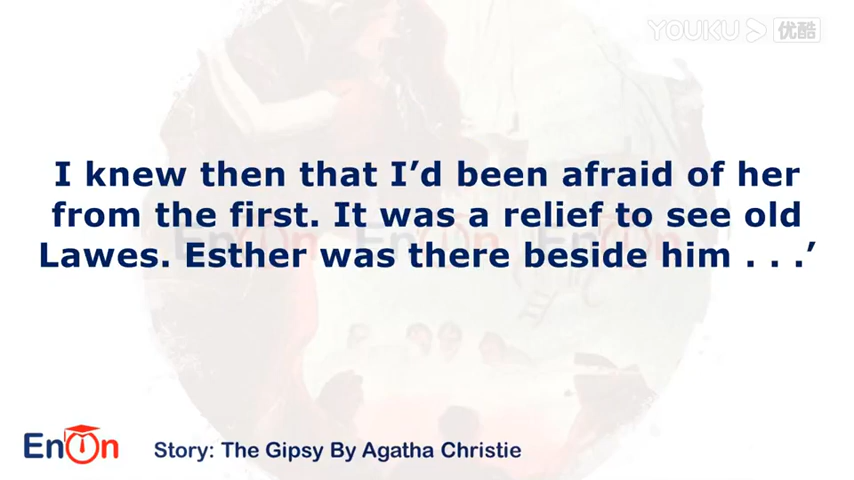 YOUKU 优酷
I knew then that I’d been afraid of her
from the first. It was a relief to see old
Lawes. Esther was there beside him . . .’
EnOn
Story: The Gipsy By Agatha Christie